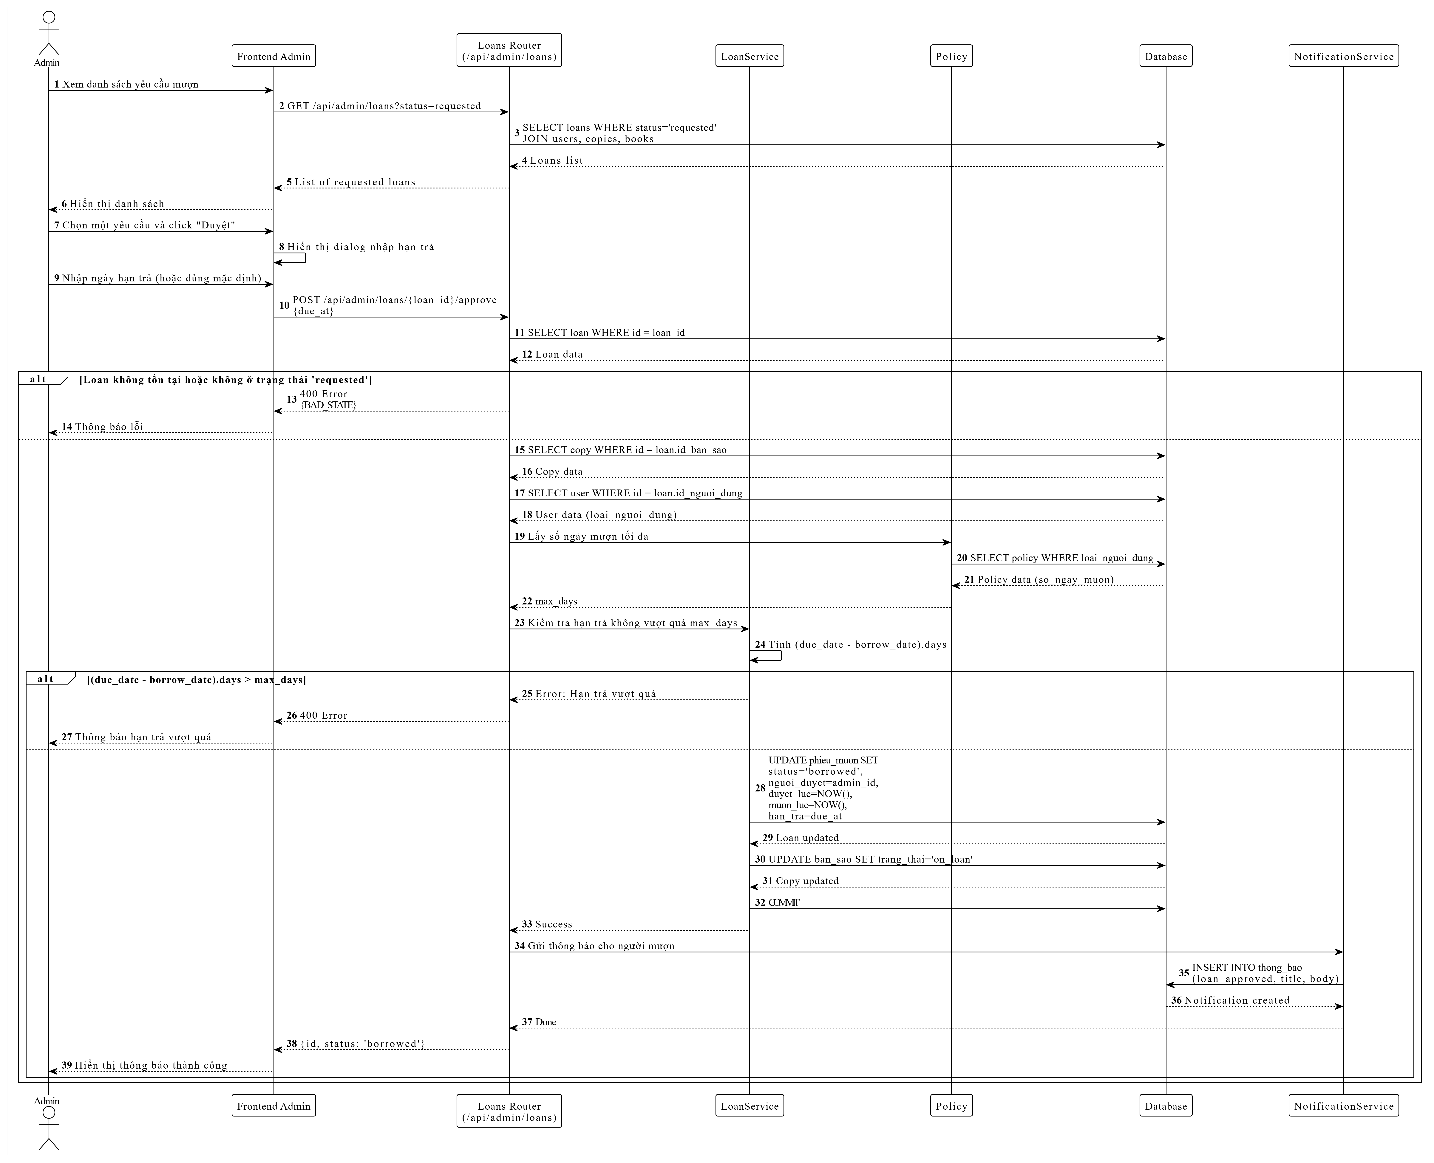 Admin
Frontend Admin
Loans Router
(/api/admin/loans)
LoanService
Policy
Database
NotificationService
1 Xem danh sách yêu cầu mượn
2 GET /api/admin/loans?status=requested
3 SELECT loans WHERE status='requested'
JOIN users, copies, books
4 Loans list
5 List of requested loans
6 Hiển thị danh sách
7 Chọn một yêu cầu và click "Duyệt"
8 Hiển thị dialog nhập hạn trả
9 Nhập ngày hạn trả (hoặc dùng mặc định)
10 POST /api/admin/loans/{loan_id}/approve
{due_at}
11 SELECT loan WHERE id = loan_id
12 Loan data
alt [Loan không tồn tại hoặc không ở trạng thái 'requested']
13 400 Error
{BAD_STATE}
14 Thông báo lỗi
15 SELECT copy WHERE id = loan.id_ban_sao
16 Copy data
17 SELECT user WHERE id = loan.id_nguoi_dung
18 User data (loai_nguoi_dung)
19 Lấy số ngày mượn tối đa
20 SELECT policy WHERE loai_nguoi_dung
21 Policy data (so_ngay_muon)
22 max_days
23 Kiểm tra hạn trả không vượt quá max_days
24 Tính (due_date - borrow_date).days
alt [(due_date - borrow_date).days > max_days]
25 Error: Hạn trả vượt quá
26 400 Error
27 Thông báo hạn trả vượt quá
28 UPDATE phieu_muon SET
status='borrowed',
nguoi_duyet=admin_id,
duyet_luc=NOW(),
muon_luc=NOW(),
han_tra=due_at
29 Loan updated
30 UPDATE ban_sao SET trang_thai='on_loan'
31 Copy updated
32 COMMIT
33 Success
34 Gửi thông báo cho người mượn
35 INSERT INTO thong_bao
(loan_approved, title, body)
36 Notification created
37 Done
38 {id, status: 'borrowed'}
39 Hiển thị thông báo thành công
Admin
Frontend Admin
Loans Router
(/api/admin/loans)
LoanService
Policy
Database
NotificationService